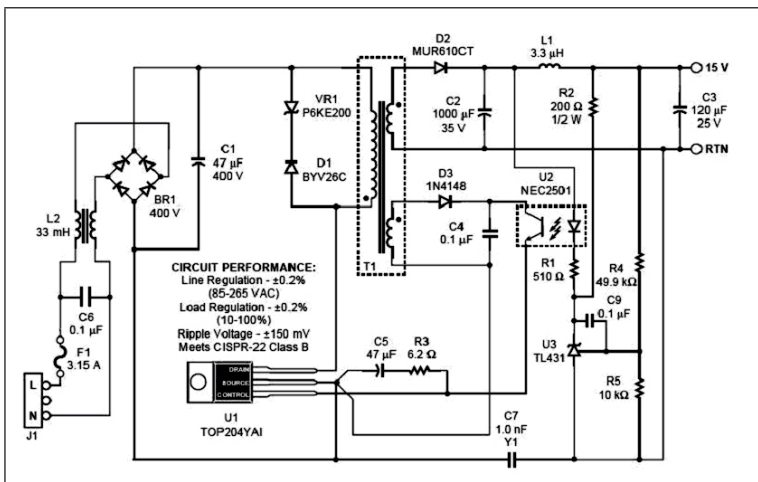 D2
MUR610CT
L1
3.3 μH
15 V
VR1
P6KE200
C2
1000 μF
35 V
R2
200 Ω
1/2 W
C3
120 μF
25 V
C1
47 μF
400 V
RTN
D1
BYV26C
D3
1N4148
U2
NEC2501
BR1
400 V
L2
33 mH
C4
0.1 μF
T1
R1
510 Ω
R4
49.9 kΩ
CIRCUIT PERFORMANCE:
Line Regulation - ±0.2%
(85-265 VAC)
Load Regulation - ±0.2%
(10-100%)
Ripple Voltage - ±150 mV
Meets CISPR-22 Class B
C6
0.1 μF
C9
0.1 μF
F1
3.15 A
C5
47 μF
R3
6.2 Ω
U3
TL431
DRAIN
SOURCE
CONTROL
R5
10 kΩ
L
N
J1
U1
TOP204YAI
C7
1.0 nF
Y1